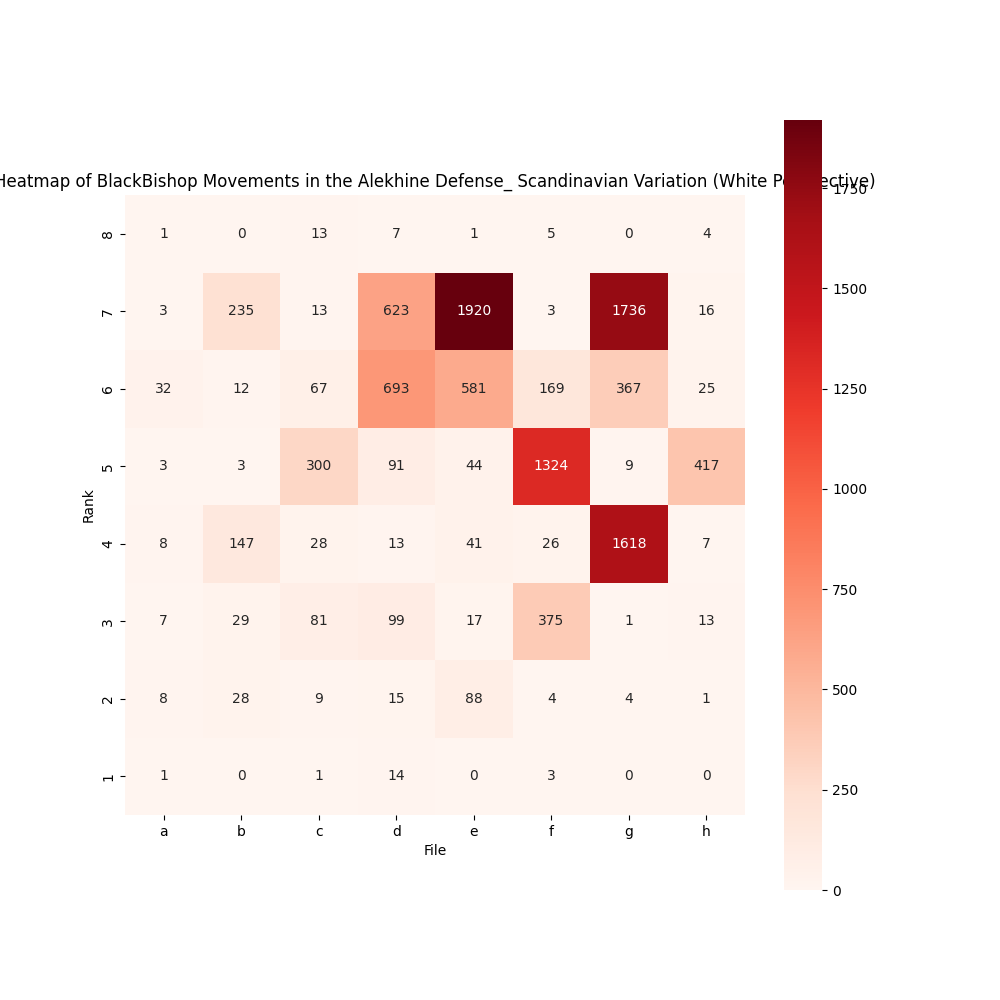 Heatmap of BlackBishop Movements in the Alekhine Defense_ Scandinavian Variation (White P ective)
1750
8 1 0 13 7 1 5 0 4
7 3 235 13 623 1920 3 1736 16
1500
6 32 12 67 693 581 169 367 25
1250
5 3 3 300 91 44 1324 9 417
1000
Rank
4 8 147 28 13 41 26 1618 7
750
3 7 29 81 99 17 375 1 13
500
2 8 28 9 15 88 4 4 1
250
1 1 0 1 14 0 3 0 0
a b c d e f g h
File
0